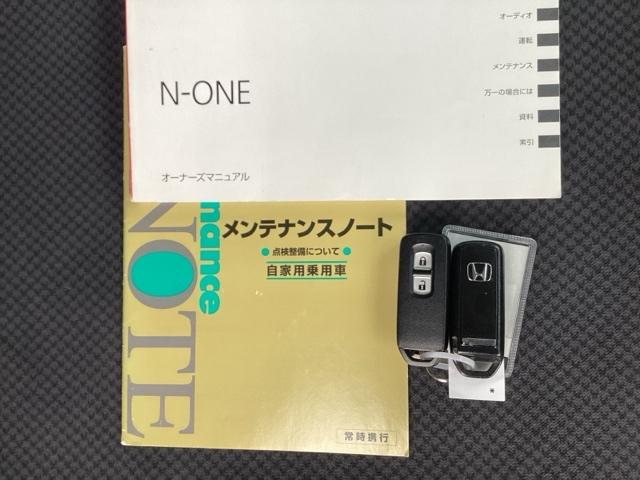 オーディオ
運転
メンテナンス
万一の場合には
資料
索引
N-ONE
オーナーズマニュアル
メンテナンスノート
●点検整備について●
自家用乗用車
nance
NOTE
常時携行
*